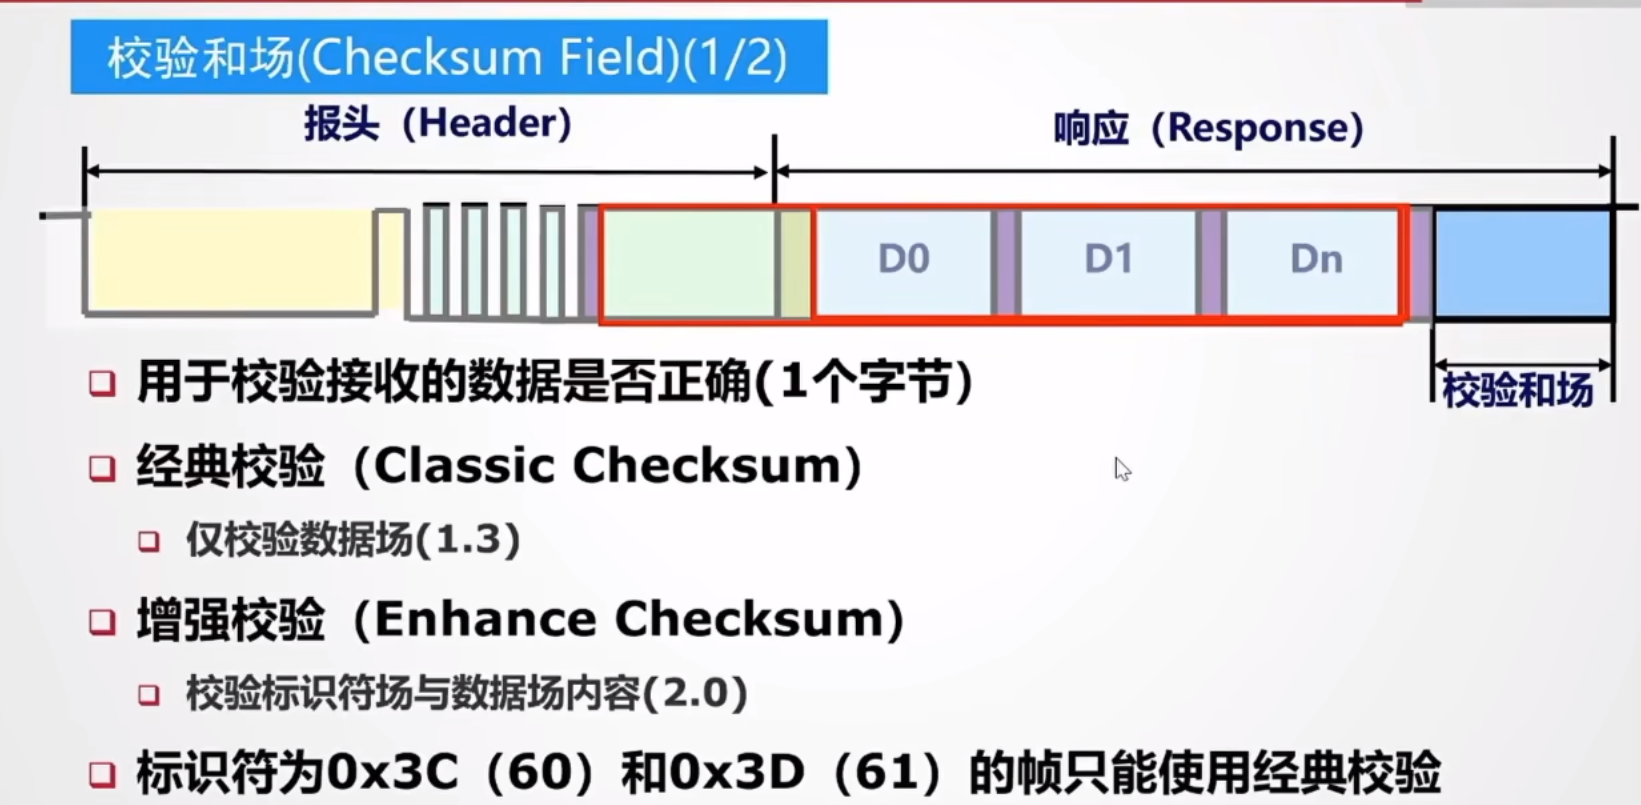 校验和场(Checksum Field)(1/2)
报头（Header）
响应（Response）
D0
D1
Dn
校验和场
用于校验接收的数据是否正确(1个字节)
经典校验（Classic Checksum）
仅校验数据场(1.3)
增强校验（Enhance Checksum）
校验标识符场与数据场内容(2.0)
标识符为0x3C（60）和0x3D（61）的帧只能使用经典校验